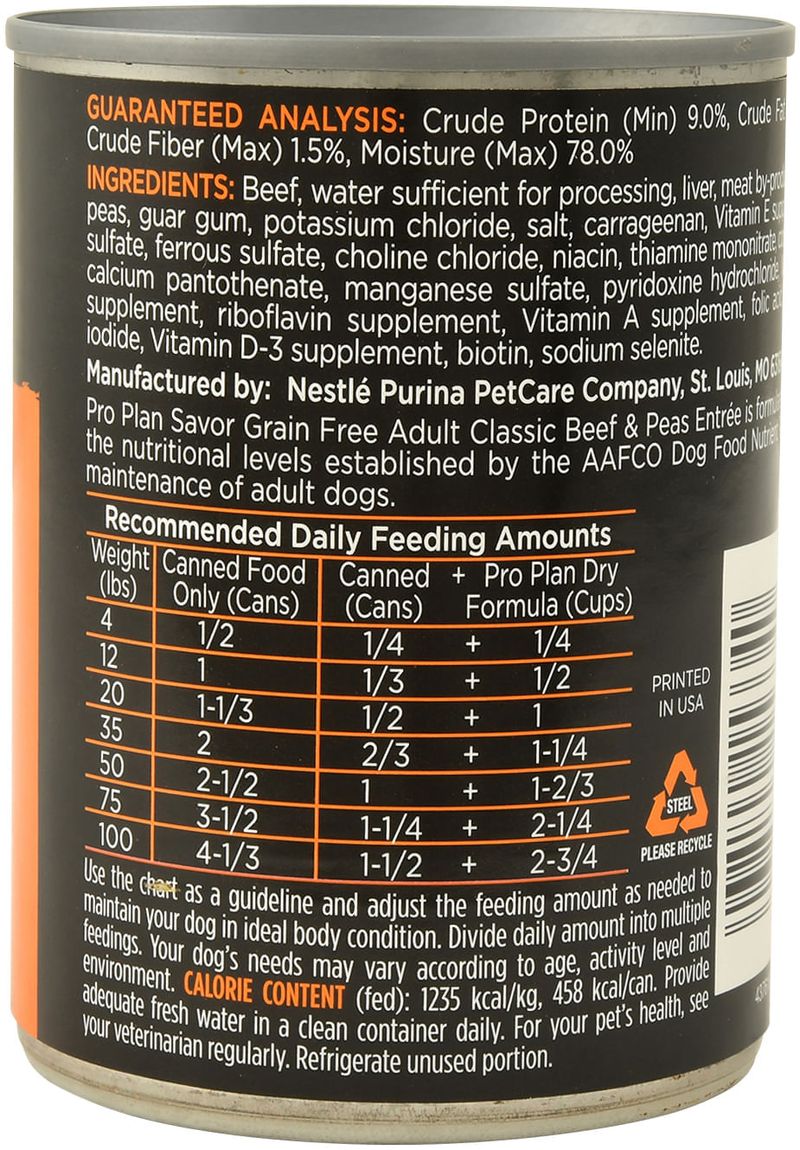 GUARANTEED ANALYSIS: Crude Protein (Min) 9.0%, Crude Fat
Crude Fiber (Max) 1.5%, Moisture (Max) 78.0%
INGREDIENTS: Beef, water sufficient for processing, liver, meat by-prod
peas, guar gum, potassium chloride, salt, carrageenan, Vitamin E sup
sulfate, ferrous sulfate, choline chloride, niacin, thiamine mononitrate,
calcium pantothenate, manganese sulfate, pyridoxine hydrochloride,
supplement, riboflavin supplement, Vitamin A supplement, folic aci
iodide, Vitamin D-3 supplement, biotin, sodium selenite.
Manufactured by: Nestlé Purina PetCare Company, St. Louis, MO
Pro Plan Savor Grain Free Adult Classic Beef & Peas Entrée is formu
the nutritional levels established by the AAFCO Dog Food Nutrient
maintenance of adult dogs.
Recommended Daily Feeding Amounts
Weight (lbs) Canned Food Only (Cans) Canned (Cans) + Pro Plan Dry Formula (Cups)
4 1/2 1/4 + 1/4
12 1 1/3 + 1/2
20 1-1/3 1/2 + 1
35 2 2/3 + 1-1/4
50 2-1/2 1 + 1-2/3
75 3-1/2 1-1/4 + 2-1/4
100 4-1/3 1-1/2 + 2-3/4
PRINTED
IN USA
STEEL
PLEASE RECYCLE
Use the chart as a guideline and adjust the feeding amount as needed to
maintain your dog in ideal body condition. Divide daily amount into multiple
feedings. Your dog's needs may vary according to age, activity level and
environment. CALORIE CONTENT (fed): 1235 kcal/kg, 458 kcal/can. Provide
adequate fresh water in a clean container daily. For your pet's health, see
your veterinarian regularly. Refrigerate unused portion.